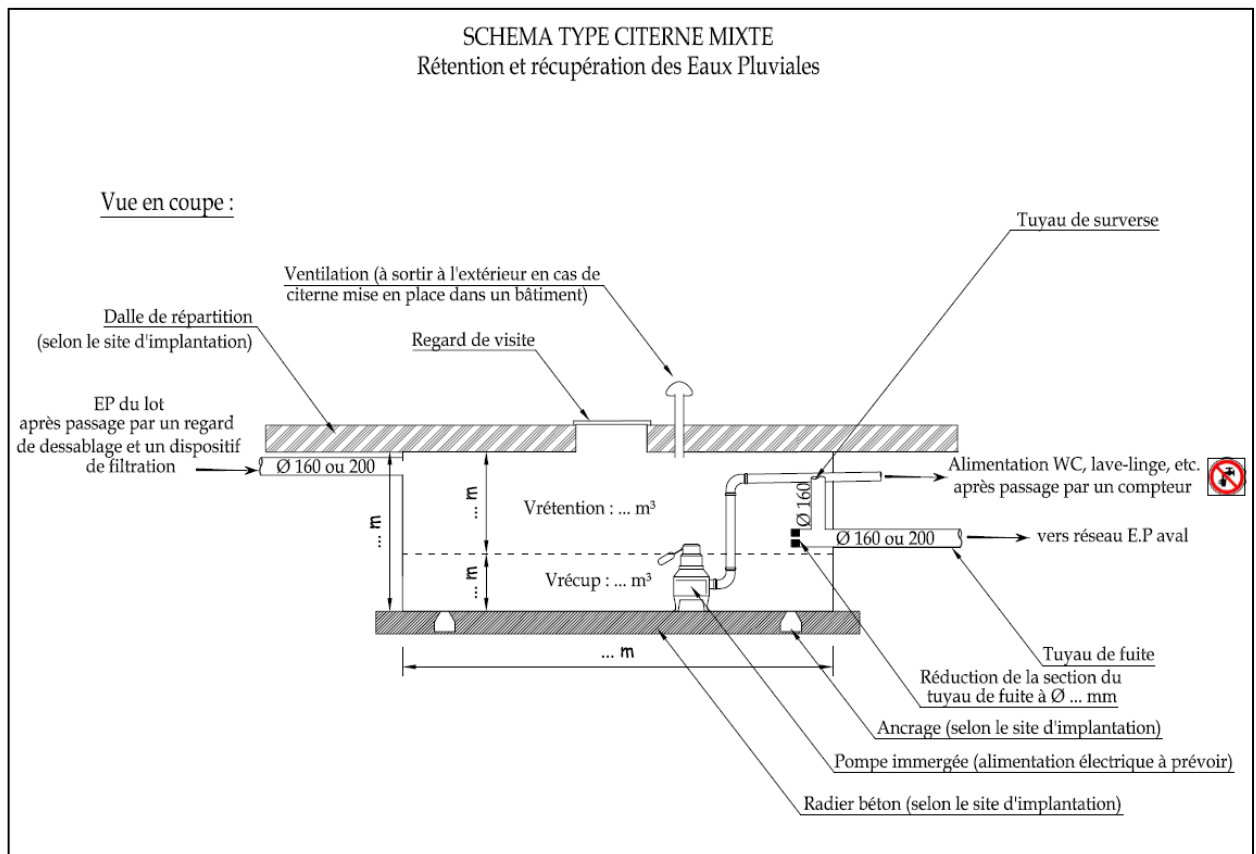 SCHEMA TYPE CITERNE MIXTE
Rétention et récupération des Eaux Pluviales
Vue en coupe :
Tuyau de surverse
Ventilation (à sortir à l'extérieur en cas de
citerne mise en place dans un bâtiment)
Dalle de répartition
(selon le site d'implantation)
Regard de visite
EP du lot
après passage par un regard
de dessablage et un dispositif
de filtration
Ø 160 ou 200
Alimentation WC, lave-linge, etc.
après passage par un compteur
... m
... m
Vrétention : ... m³
Ø 160
Ø 160 ou 200
vers réseau E.P aval
... m
Vrécup : ... m³
... m
Tuyau de fuite
Réduction de la section du
tuyau de fuite à Ø ... mm
Ancrage (selon le site d'implantation)
Pompe immergée (alimentation électrique à prévoir)
Radier béton (selon le site d'implantation)